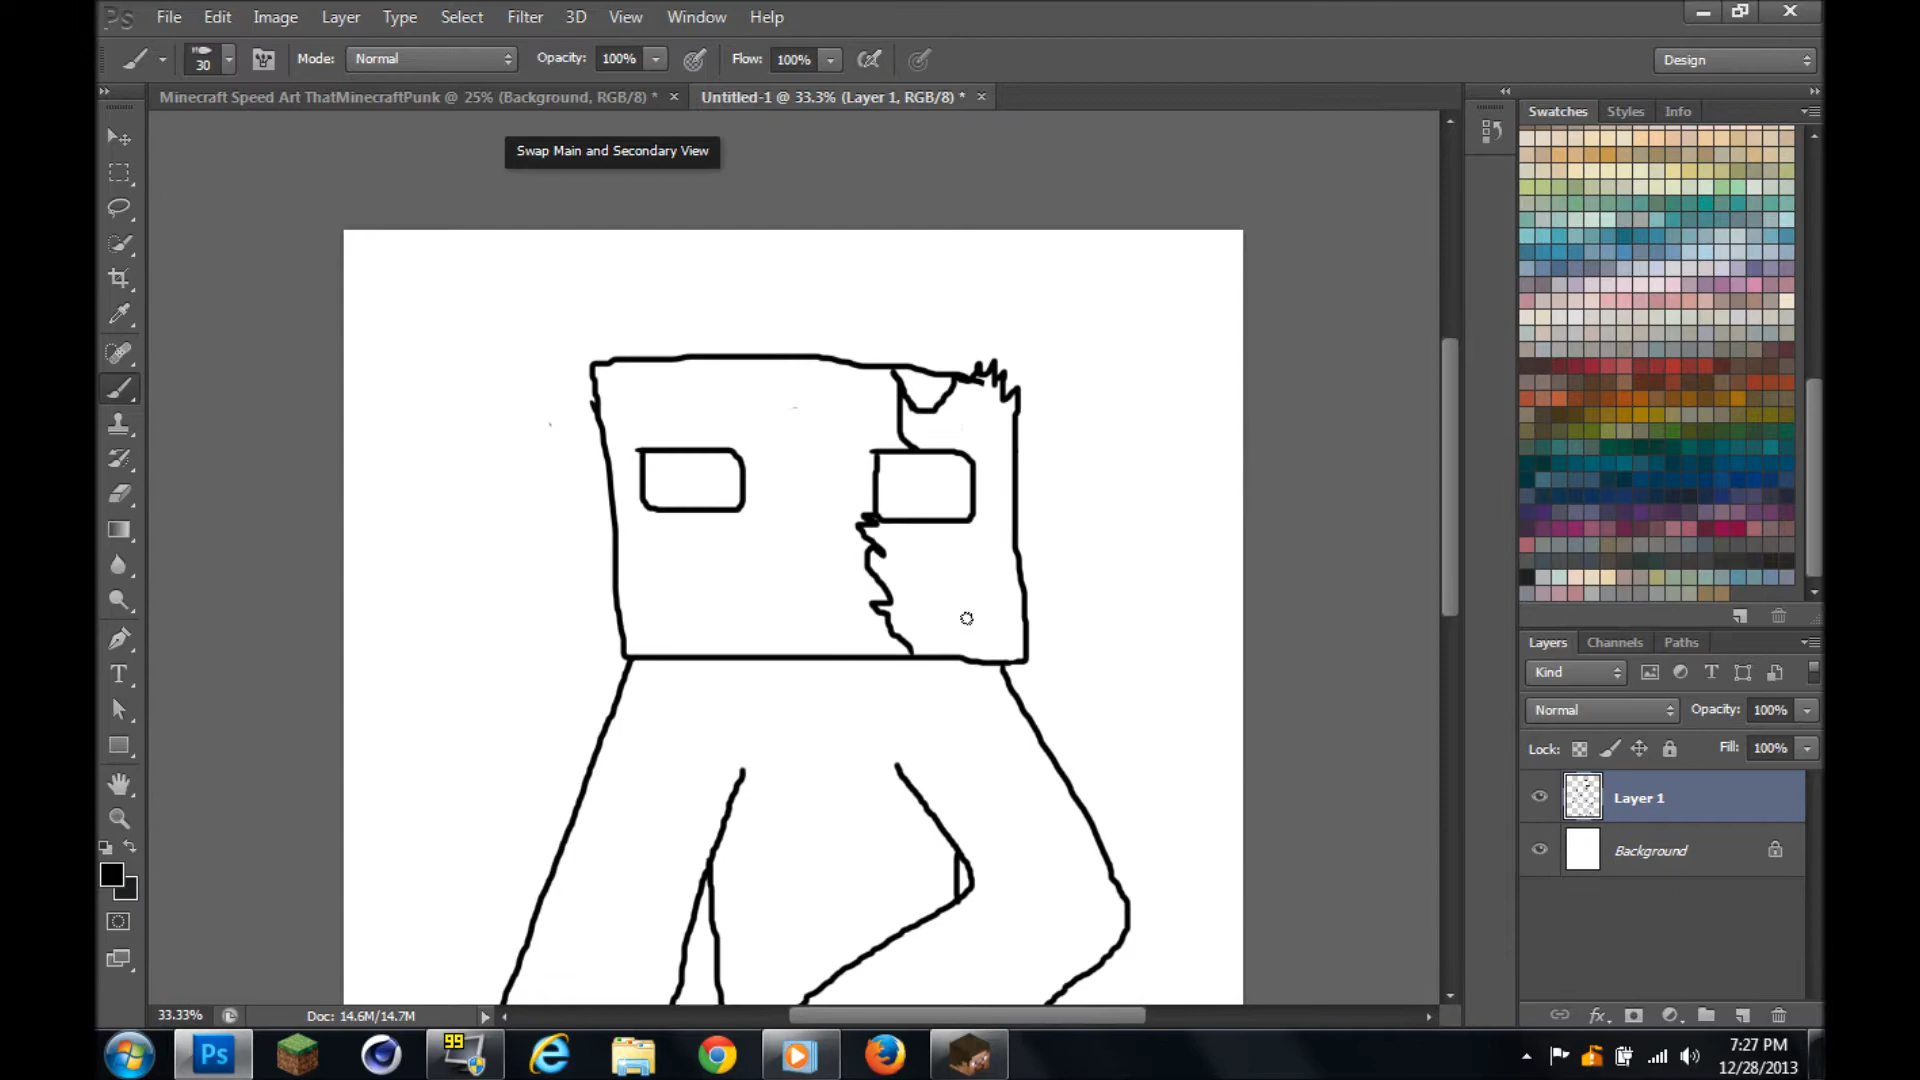 Ps File Edit Image Layer Type Select Filter 3D View Window Help
30 Mode: Normal Opacity: 100% Flow: 100% Design
Minecraft Speed Art ThatMinecraftPunk @ 25% (Background, RGB/8) * × Untitled-1 @ 33.3% (Layer 1, RGB/8) * ×
Swatches Styles Info
Swap Main and Secondary View
Layers Channels Paths
Kind
Normal Opacity: 100%
Lock: Fill: 100%
Layer 1
Background
33.33% Doc: 14.6M/14.7M
Ps 99
7:27 PM
12/28/2013